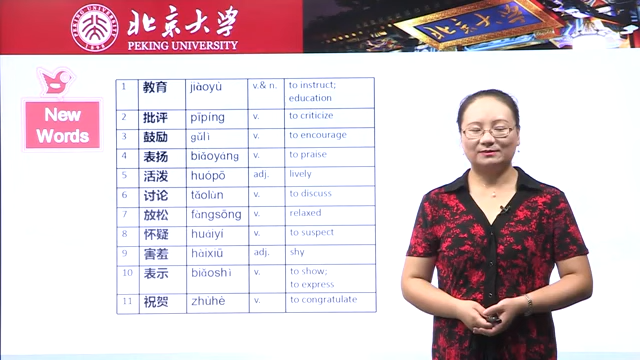 北京大学
PEKING UNIVERSITY
New
Words
1 教育 jiàoyù v.& n. to instruct;
education
2 批评 pīpíng v. to criticize
3 鼓励 gǔlì v. to encourage
4 表扬 biǎoyáng v. to praise
5 活泼 huópō adj. lively
6 讨论 tǎolùn v. to discuss
7 放松 fàngsōng v. relaxed
8 怀疑 huáiyí v. to suspect
9 害羞 hàixiū adj. shy
10 表示 biǎoshì v. to show;
to express
11 祝贺 zhùhè v. to congratulate